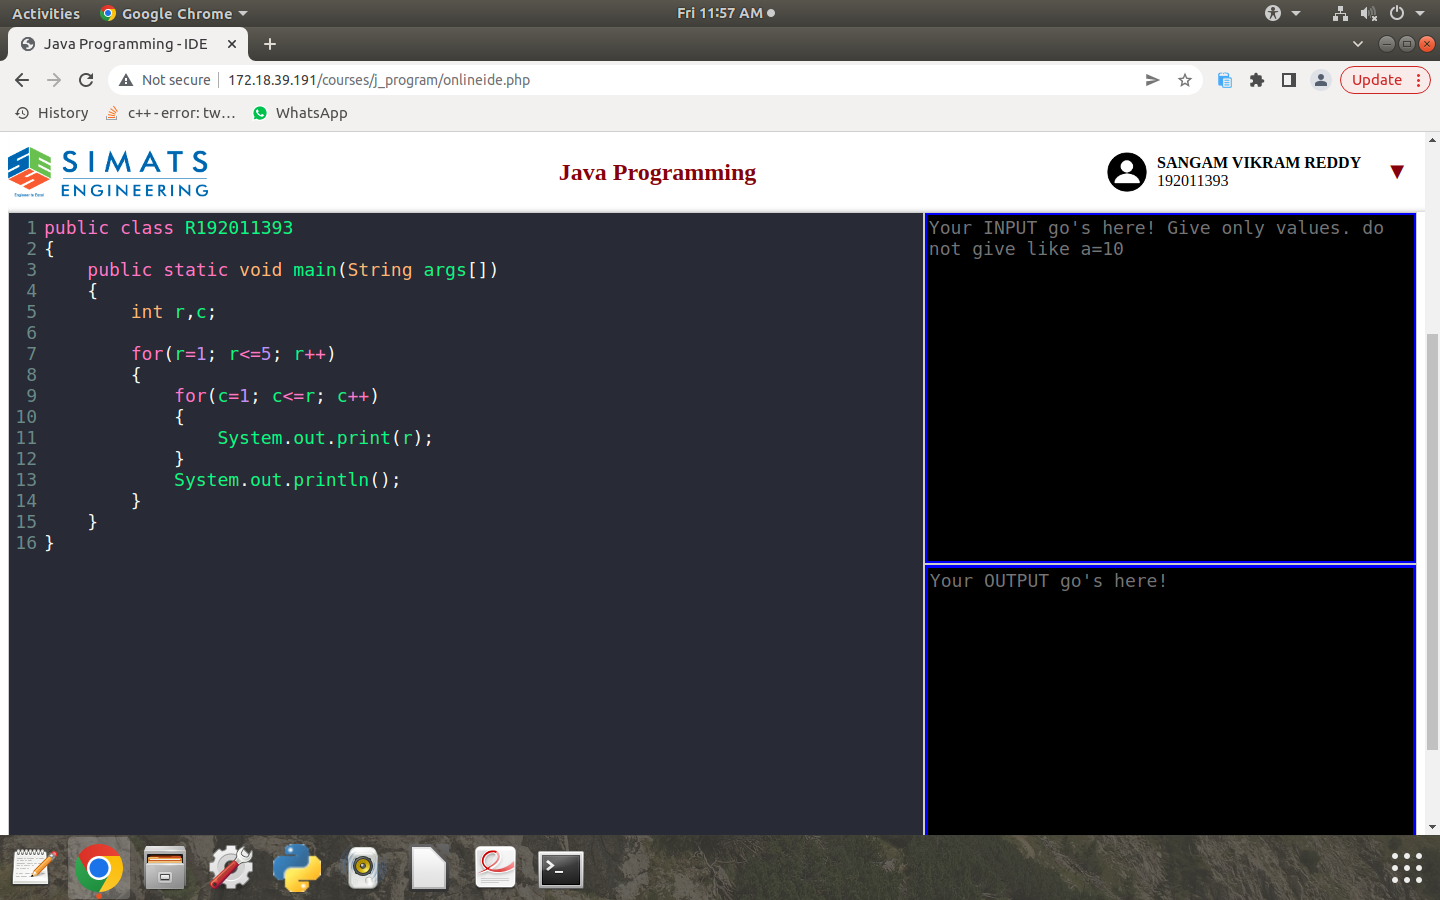 Activities Google Chrome Fri 11:57 AM
Java Programming - IDE
Not secure 172.18.39.191/courses/j_program/onlineide.php Update
History c++ - error: tw... WhatsApp
SIMATS
ENGINEERING
Java Programming
SANGAM VIKRAM REDDY
192011393
1 public class R192011393
2 {
3     public static void main(String args[])
4     {
5         int r,c;
6
7         for(r=1; r<=5; r++)
8         {
9             for(c=1; c<=r; c++)
10             {
11                 System.out.print(r);
12             }
13             System.out.println();
14         }
15     }
16 }
Your INPUT go's here! Give only values. do
not give like a=10
Your OUTPUT go's here!